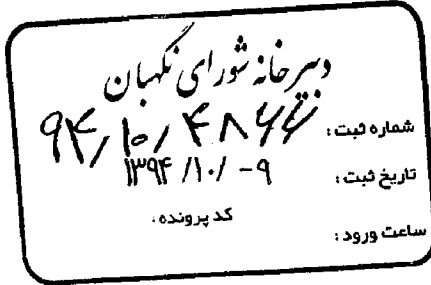 دبیرخانه شورای نگهبان
شماره ثبت : ۹۴/۱۰/۴۸۶۶
تاریخ ثبت : ۱۳۹۴/۱۰/-۹
کد پرونده :
ساعت ورود :